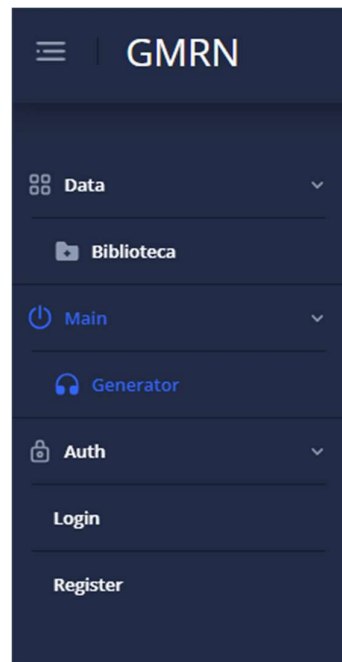 GMRN
Data
Biblioteca
Main
Generator
Auth
Login
Register